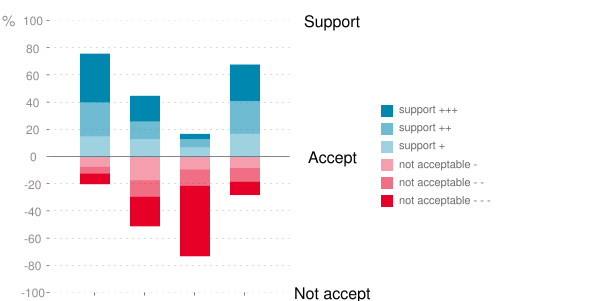 % 100 Support
80
60
40
20
0 Accept
-20
-40
-60
-80
-100 Not accept
support +++
support ++
support +
not acceptable -
not acceptable - -
not acceptable - - -